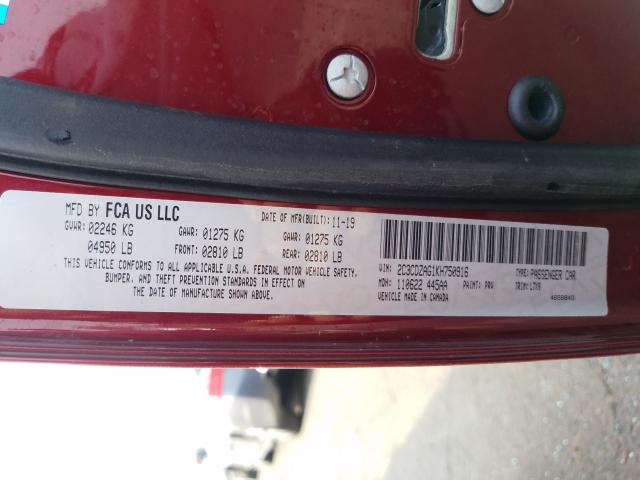 MFD BY FCA US LLC
DATE OF MFR(BUILT): 11-19
GVWR: 02246 KG GAWR: 01275 KG GAWR: 01275 KG
04950 LB FRONT: 02810 LB REAR: 02810 LB
THIS VEHICLE CONFORMS TO ALL APPLICABLE U.S.A. FEDERAL MOTOR VEHICLE SAFETY,
BUMPER, AND THEFT PREVENTION STANDARDS IN EFFECT ON
THE DATE OF MANUFACTURE SHOWN ABOVE.
VIN: 2C3CDZAG1KH750916 TYPE: PASSENGER CAR
MDH: 110622 445AA PAINT: PRV TRIM: L7X9
VEHICLE MADE IN CANADA